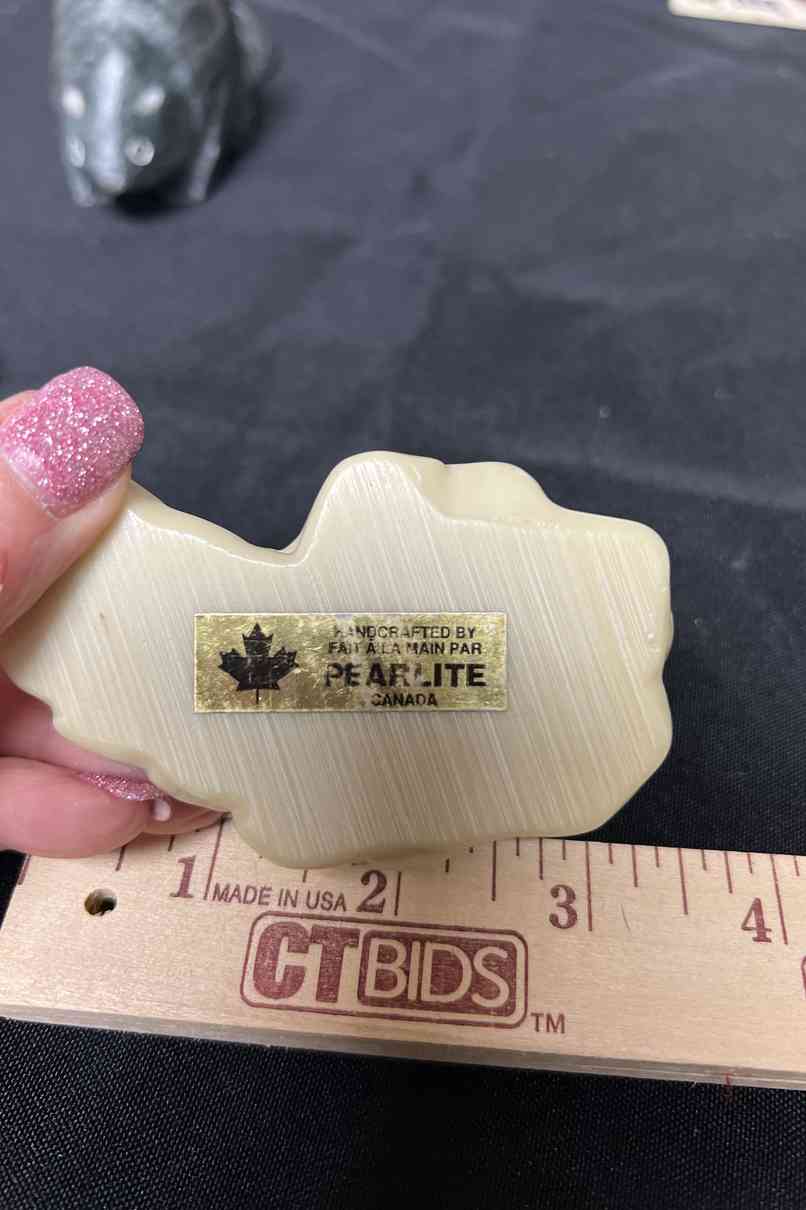 HANDCRAFTED BY
FAIT À LA MAIN PAR
PEARLITE
CANADA
1 MADE IN USA 2 3 4
CTBIDS TM